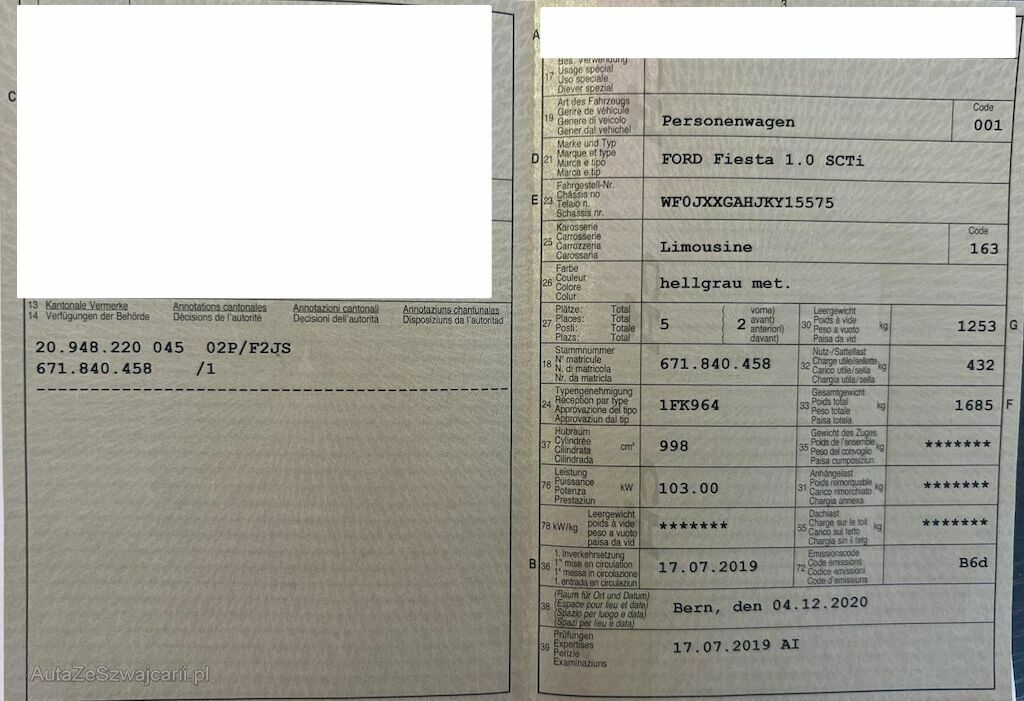 C
13 Kantonale Vermerke Annotations cantonales Annotazioni cantonali Annotaziuns chantunalas
14 Verfügungen der Behörde Décisions de l'autorité Decisioni dell'autorità Disposiziuns da l'autoritad
20.948.220 045 02P/F2JS
671.840.458 /1
AutaZeSzwajcarii.pl
A
17 Bes. Verwendung
Usage spécial
Uso speciale
Diever spezial
19 Art des Fahrzeugs
Genre de véhicule
Genere di veicolo
Gener dal vehichel
Personenwagen
Code
001
D 21 Marke und Typ
Marque et type
Marca e tipo
Marca e tip
FORD Fiesta 1.0 SCTi
E 23 Fahrgestell-Nr.
Châssis no
Telaio n.
Schassis nr.
WF0JXXGAHJKY15575
25 Karosserie
Carrosserie
Carrozzeria
Carossaria
Limousine
Code
163
26 Farbe
Couleur
Colore
Colur
hellgrau met.
27 Plätze: Total
Places: Total
Posti: Totale
Plazs: Total
5
2 vorne)
avant)
anteriori)
davant)
30 Leergewicht
Poids à vide
Peso a vuoto
Paisa da vid
kg
1253 G
18 Stammnummer
N° matricule
N. di matricola
Nr. da matricla
671.840.458
32 Nutz-/Sattellast
Charge utile/sellette
Carico utile/sella
Chargia utila/sella
kg
432
24 Typengenehmigung
Réception par type
Approvazione del tipo
Approvaziun dal tip
1FK964
33 Gesamtgewicht
Poids total
Peso totale
Paisa totala
kg
1685 F
37 Hubraum
Cylindrée
Cilindrata
Cilindrada
cm³
998
35 Gewicht des Zuges
Poids de l'ensemble
Peso del convoglio
Paisa cumposiziun
kg
*******
76 Leistung
Puissance
Potenza
Prestaziun
kW
103.00
31 Anhängelast
Poids remorquable
Carico rimorchiato
Chargia annexa
kg
*******
78 kW/kg Leergewicht
poids à vide
peso a vuoto
paisa da vid
*******
55 Dachlast
Charge sur le toit
Carico sul tetto
Chargia sin il tetg
kg
*******
B 36 1. Inverkehrsetzung
1re mise en circulation
1a messa in circolazione
1. entrada en circulaziun
17.07.2019
72 Emissionscode
Code émissions
Codice emissioni
Code d'emissiuns
B6d
38 (Raum für Ort und Datum)
(Espace pour lieu et date)
(Spazio per luogo e data)
(Spazi per lieu e data)
Bern, den 04.12.2020
39 Prüfungen
Expertises
Perizie
Examinaziuns
17.07.2019 AI